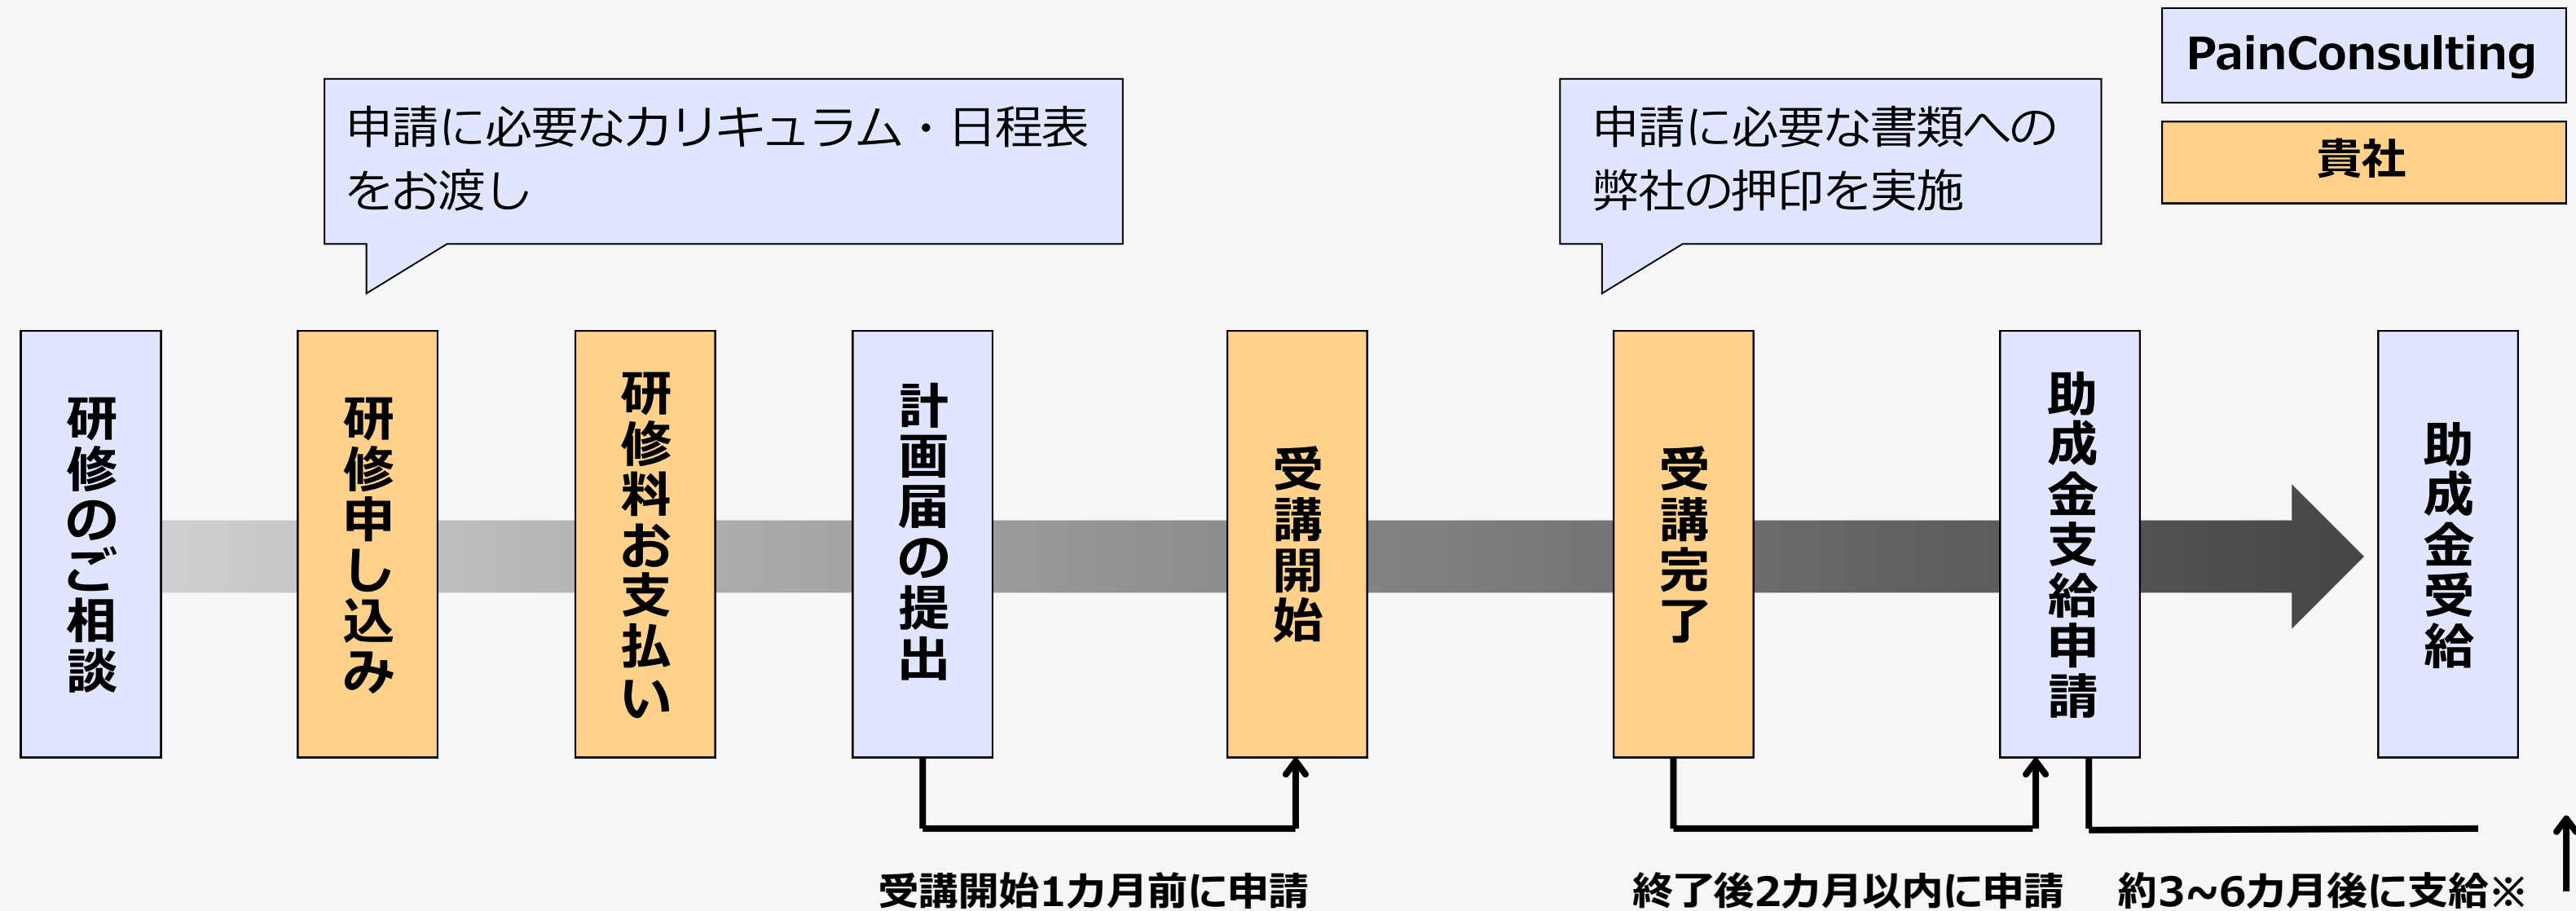 PainConsulting
貴社
申請に必要なカリキュラム・日程表
をお渡し
申請に必要な書類への
弊社の押印を実施
研修のご相談
研修申し込み
研修料お支払い
計画届の提出
受講開始
受講完了
助成金支給申請
助成金受給
受講開始1カ月前に申請
終了後2カ月以内に申請
約3~6カ月後に支給※